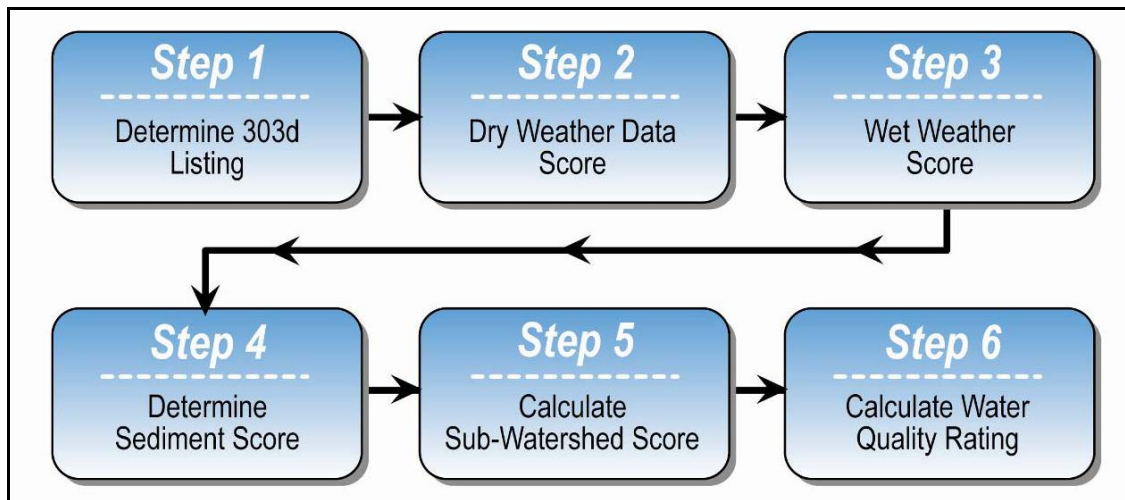 Step 1
Determine 303d
Listing
Step 2
Dry Weather Data
Score
Step 3
Wet Weather
Score
Step 4
Determine
Sediment Score
Step 5
Calculate
Sub-Watershed Score
Step 6
Calculate Water
Quality Rating